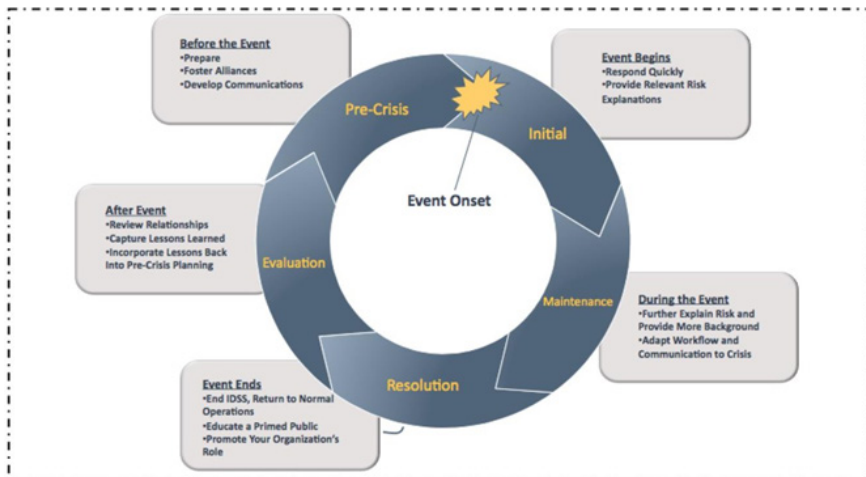 Before the Event
•Prepare
•Foster Alliances
•Develop Communications
Event Begins
•Respond Quickly
•Provide Relevant Risk
Explanations
Pre-Crisis
Initial
Event Onset
After Event
•Review Relationships
•Capture Lessons Learned
•Incorporate Lessons Back
Into Pre-Crisis Planning
Evaluation
Maintenance
During the Event
•Further Explain Risk and
Provide More Background
•Adapt Workflow and
Communication to Crisis
Resolution
Event Ends
•End IDSS, Return to Normal
Operations
•Educate a Primed Public
•Promote Your Organization's
Role